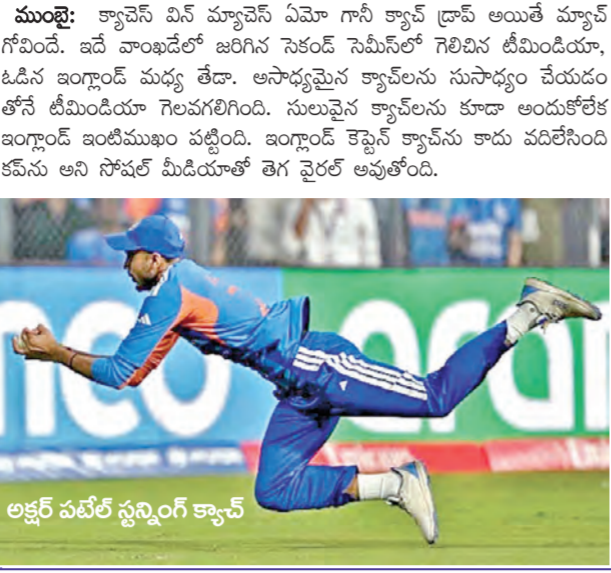 ముంబై: క్యాచెస్ విన్ మ్యాచెస్ ఏమో గానీ క్యాచ్ డ్రాప్ అయితే మ్యాచ్
గోవిందే. ఇదే వాంఖడేలో జరిగిన సెకండ్ సెమీస్‌లో గెలిచిన టీమిండియా,
ఓడిన ఇంగ్లాండ్ మధ్య తేడా. అసాధ్యమైన క్యాచ్‌లను సుసాధ్యం చేయడం
తోనే టీమిండియా గెలవగలిగింది. సులువైన క్యాచ్‌లను కూడా అందుకోలేక
ఇంగ్లాండ్ ఇంటిముఖం పట్టింది. ఇంగ్లాండ్ కెప్టెన్ క్యాచ్‌ను కాదు వదిలేసింది
కప్‌ను అని సోషల్ మీడియాతో తెగ వైరల్ అవుతోంది.
అక్షర్ పటేల్ స్టన్నింగ్ క్యాచ్